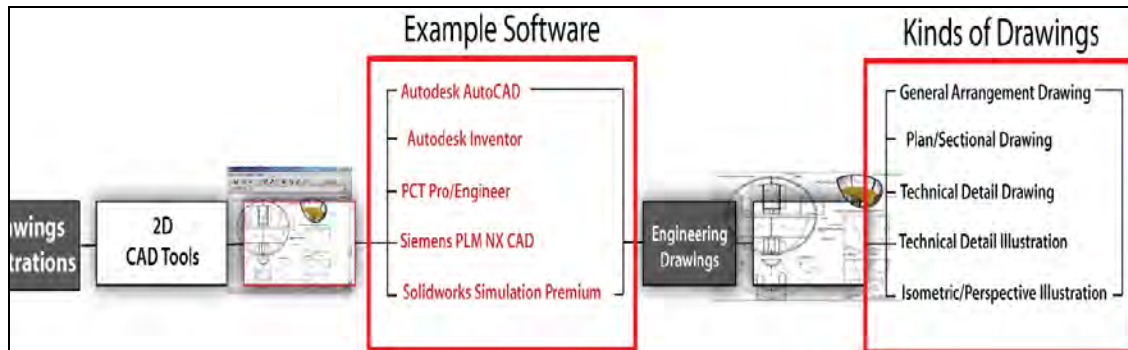 Example Software
Kinds of Drawings
Autodesk AutoCAD
Autodesk Inventor
PCT Pro/Engineer
Siemens PLM NX CAD
Solidworks Simulation Premium
awings
trations
2D
CAD Tools
Engineering
Drawings
General Arrangement Drawing
Plan/Sectional Drawing
Technical Detail Drawing
Technical Detail Illustration
Isometric/Perspective Illustration